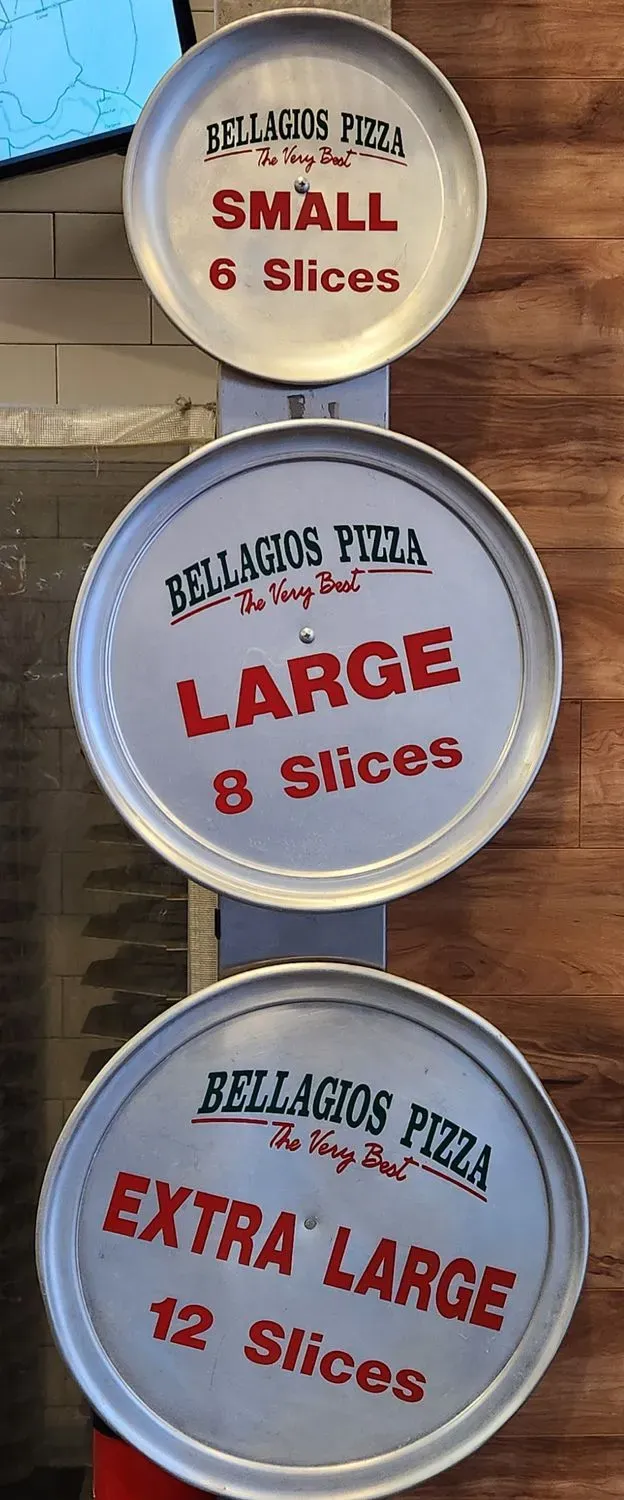 BELLAGIOS PIZZA
The Very Best
SMALL
6 Slices
BELLAGIOS PIZZA
The Very Best
LARGE
8 Slices
BELLAGIOS PIZZA
The Very Best
EXTRA LARGE
12 Slices